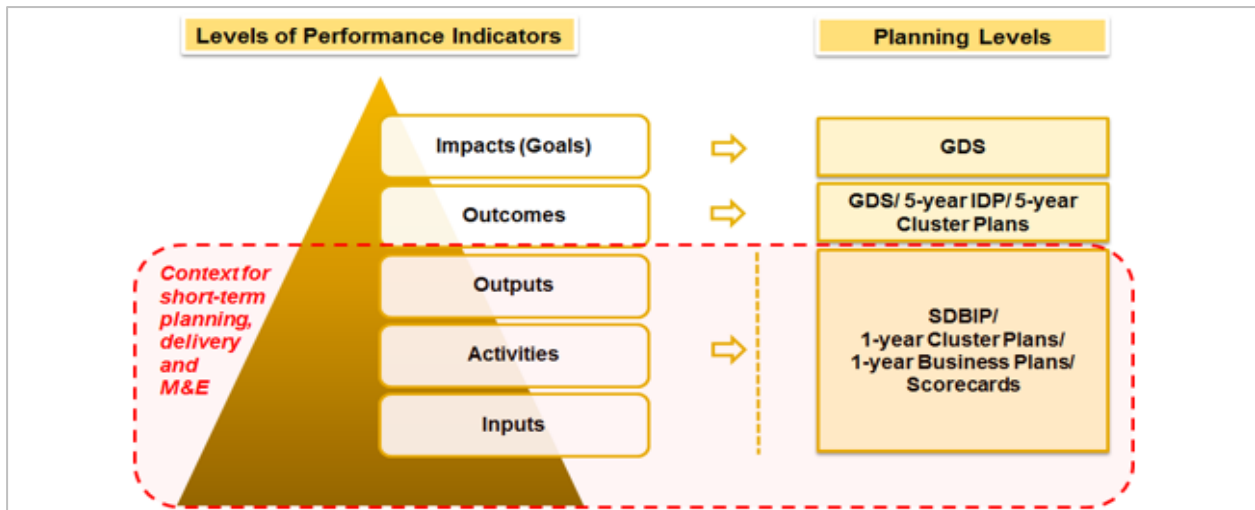 Levels of Performance Indicators
Planning Levels
Impacts (Goals)
GDS
Outcomes
GDS/ 5-year IDP/ 5-year
Cluster Plans
Context for
short-term
planning,
delivery
and
M&E
Outputs
Activities
Inputs
SDBIP/
1-year Cluster Plans/
1-year Business Plans/
Scorecards